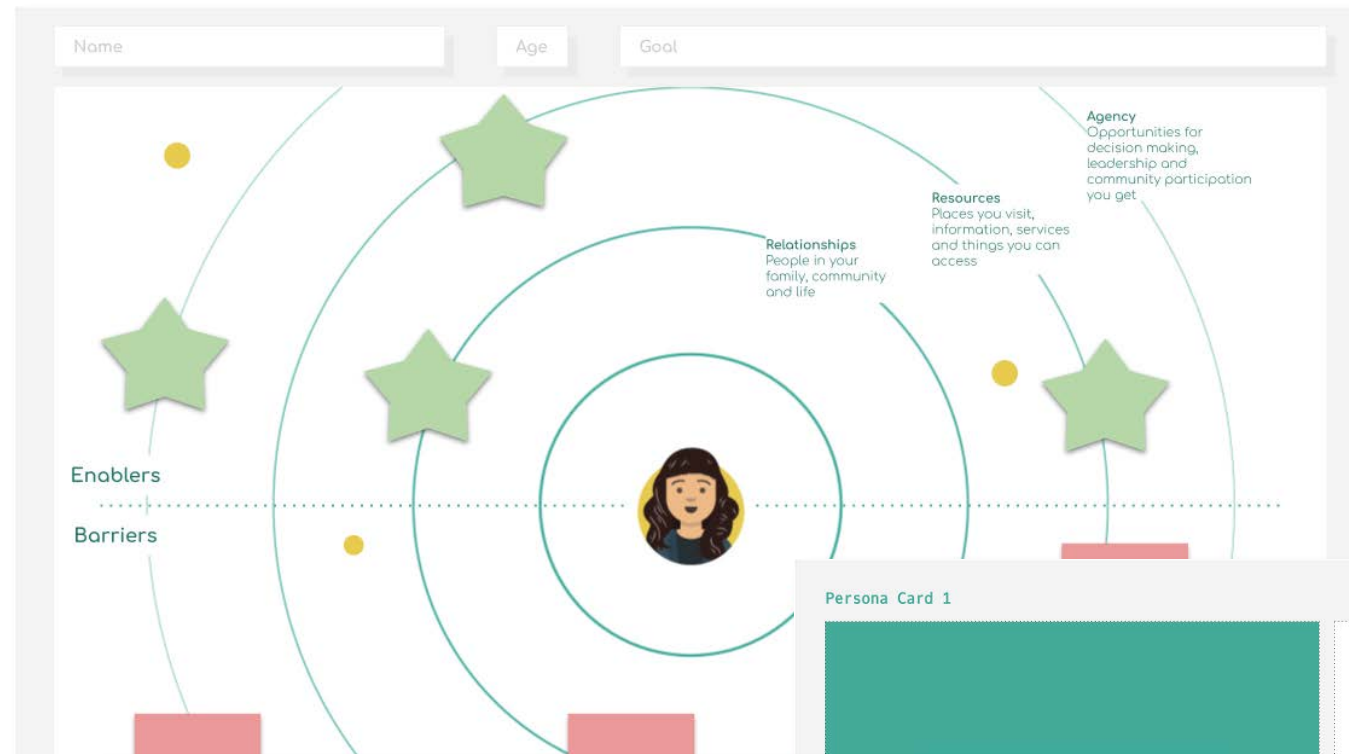 Name
Age
Goal
Agency
Opportunities for
decision making,
leadership and
community participation
you get
Resources
Places you visit,
information, services
and things you can
access
Relationships
People in your
family, community
and life
Enablers
Barriers
Persona Card 1